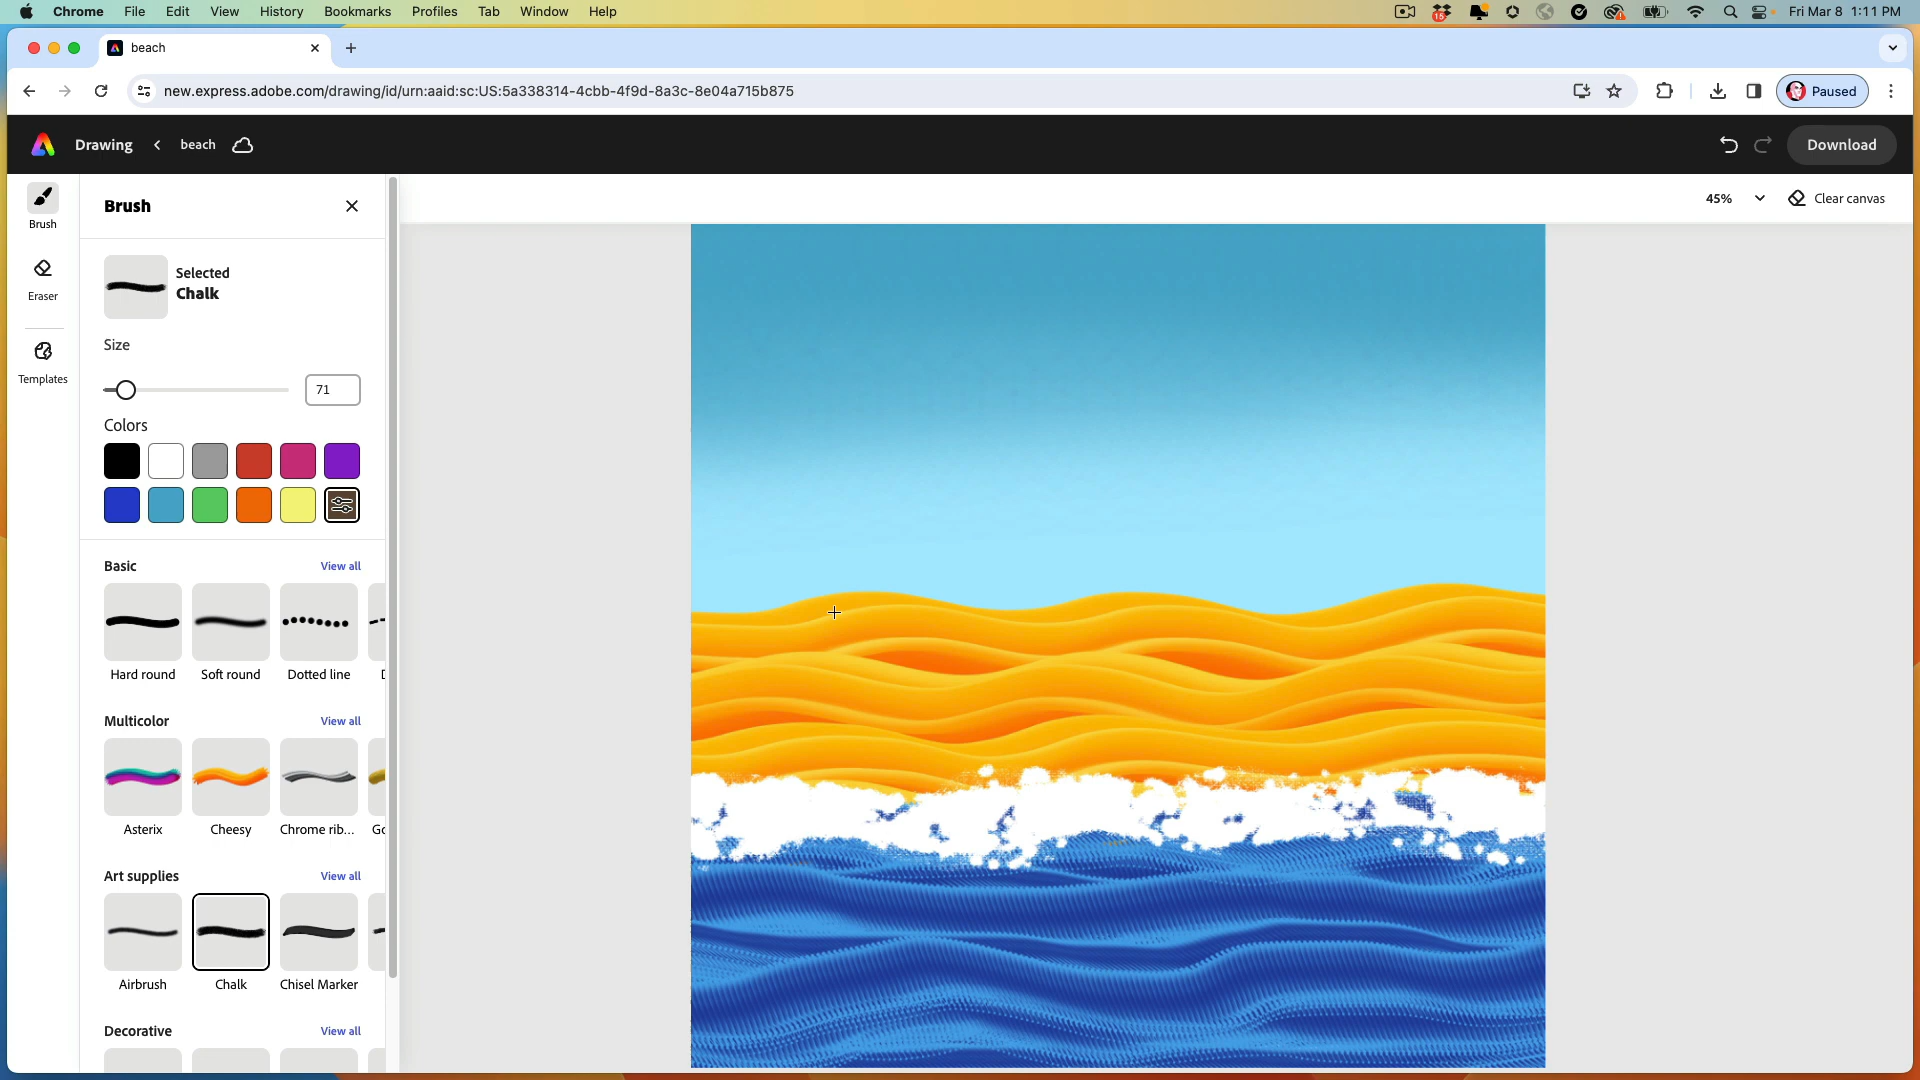 Chrome File Edit View History Bookmarks Profiles Tab Window Help 15 Fri Mar 8 1:11 PM
beach
new.express.adobe.com/drawing/id/urn:aaid:sc:US:5a338314-4cbb-4f9d-8a3c-8e04a715b875 Paused
Drawing beach Download
45% Clear canvas
Brush
Eraser
Templates
Brush
Selected
Chalk
Size
71
Colors
Basic View all
Hard round Soft round Dotted line D
Multicolor View all
Asterix Cheesy Chrome rib... Go
Art supplies View all
Airbrush Chalk Chisel Marker
Decorative View all